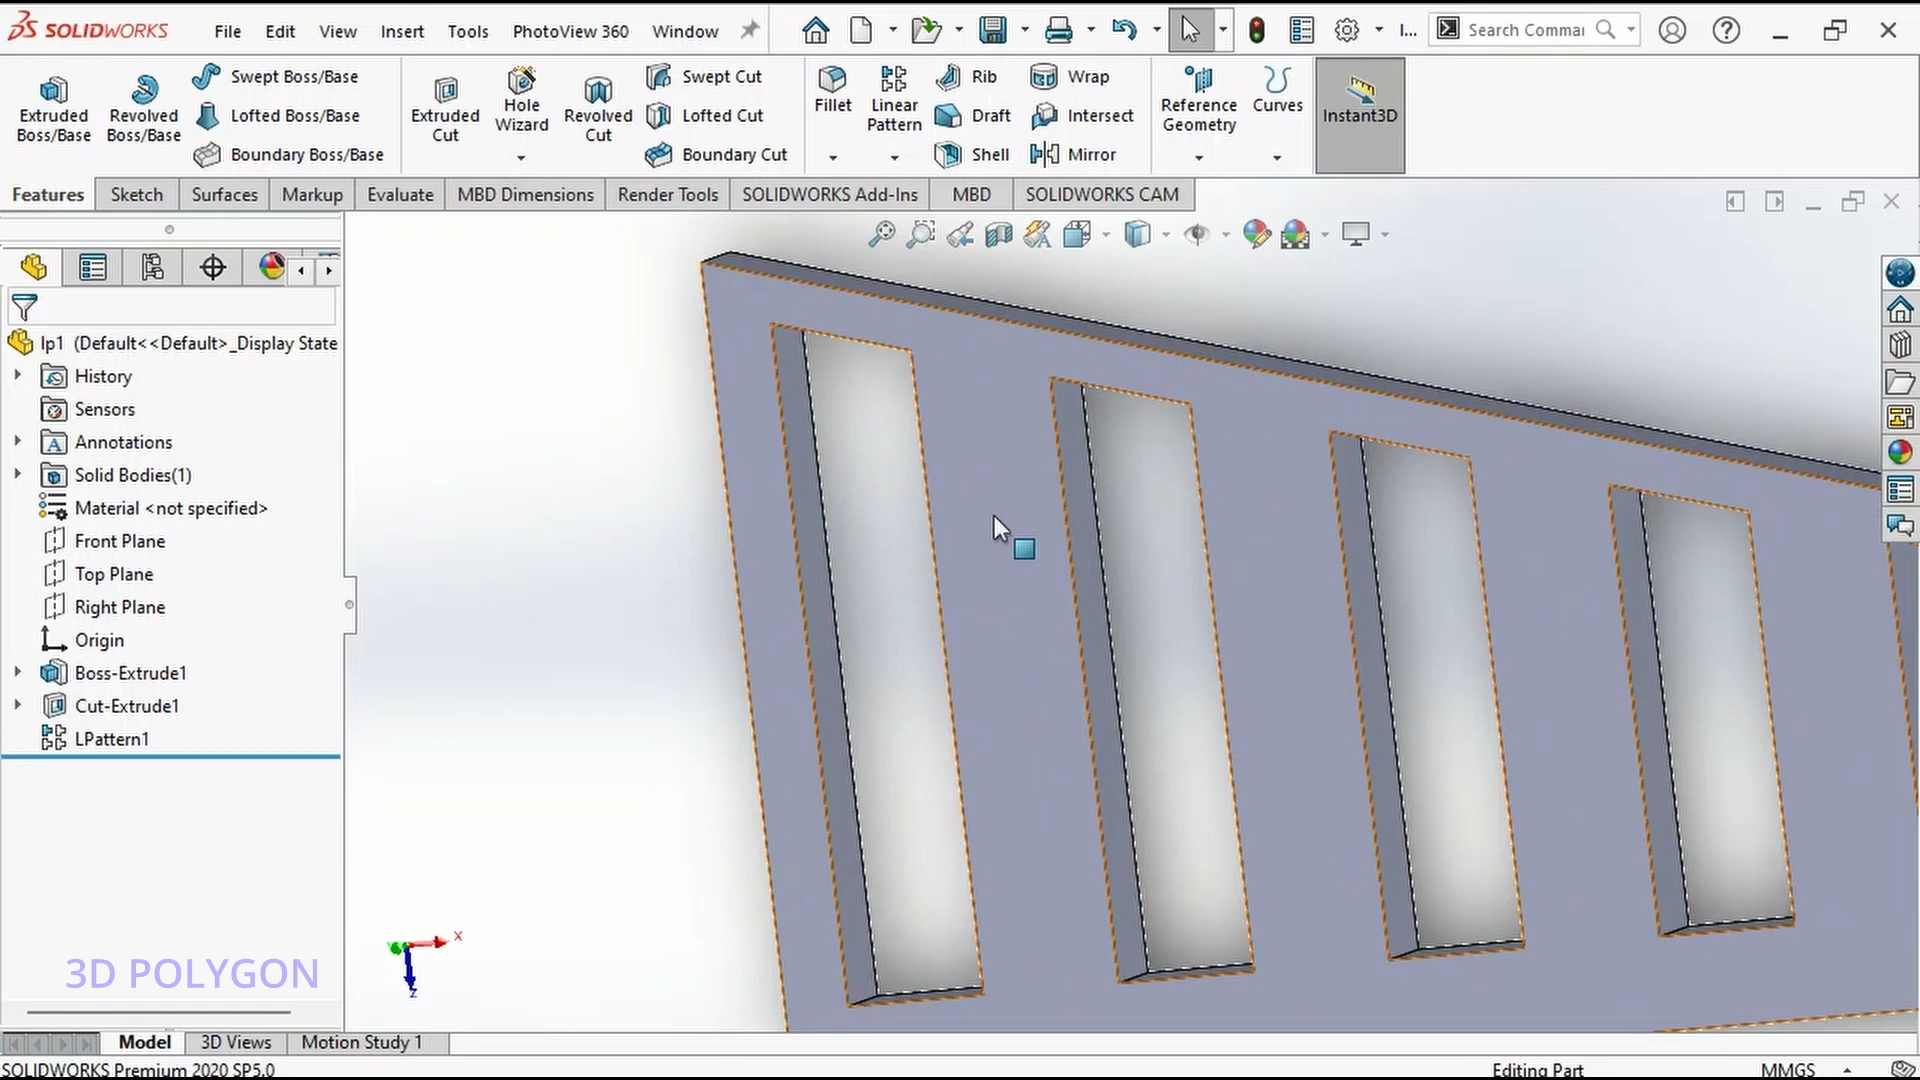 SOLIDWORKS
File Edit View Insert Tools PhotoView 360 Window
I...
Search Commar
Extruded Boss/Base
Revolved Boss/Base
Swept Boss/Base
Lofted Boss/Base
Boundary Boss/Base
Extruded Cut
Hole Wizard
Revolved Cut
Swept Cut
Lofted Cut
Boundary Cut
Fillet
Linear Pattern
Rib
Draft
Shell
Wrap
Intersect
Mirror
Reference Geometry
Curves
Instant3D
Features Sketch Surfaces Markup Evaluate MBD Dimensions Render Tools SOLIDWORKS Add-Ins MBD SOLIDWORKS CAM
lp1 (Default<<Default>_Display State
History
Sensors
Annotations
Solid Bodies(1)
Material <not specified>
Front Plane
Top Plane
Right Plane
Origin
Boss-Extrude1
Cut-Extrude1
LPattern1
X
Z
3D POLYGON
Model 3D Views Motion Study 1
SOLIDWORKS Premium 2020 SP5.0
Editing Part
MMGS